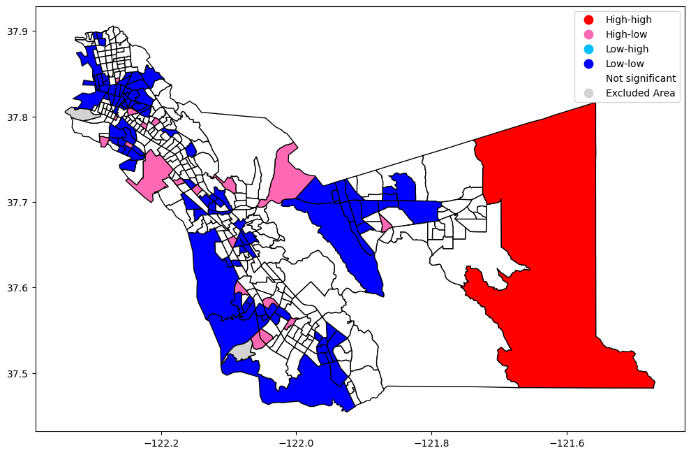 High-high
High-low
Low-high
Low-low
Not significant
Excluded Area
37.9
37.8
37.7
37.6
37.5
−122.2
−122.0
−121.8
−121.6